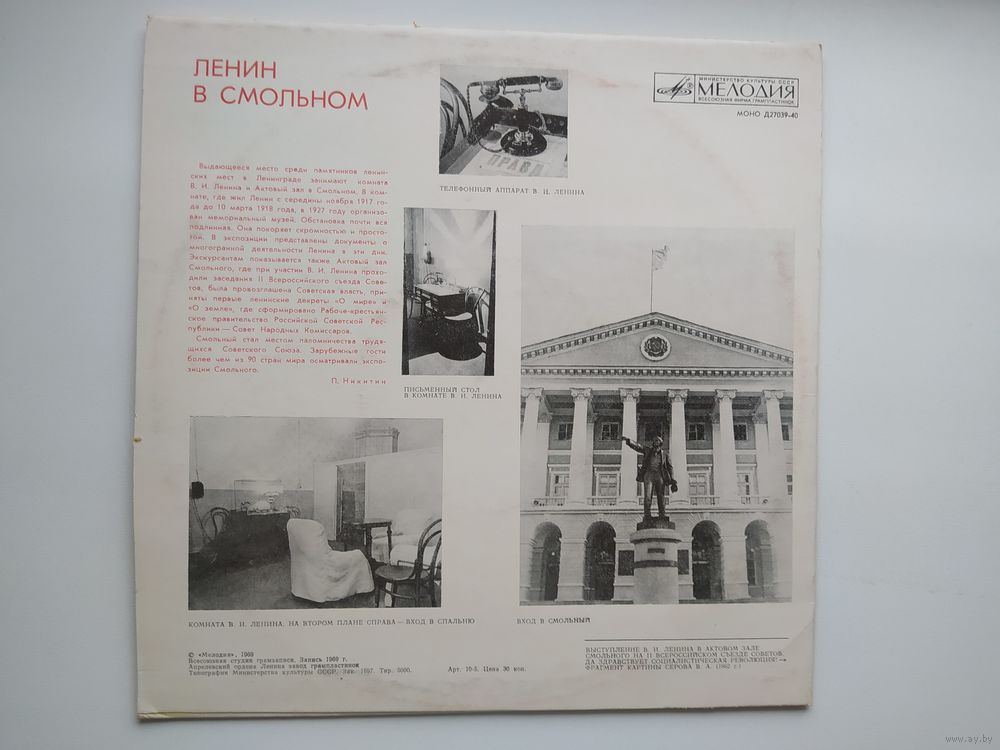 ЛЕНИН
В СМОЛЬНОМ
МИНИСТЕРСТВО КУЛЬТУРЫ СССР
МЕЛОДИЯ
ВСЕСОЮЗНАЯ ФИРМА ГРАМПЛАСТИНОК
МОНО Д27039-40
ПРАВД
ТЕЛЕФОННЫЙ АППАРАТ В. И. ЛЕНИНА
Выдающееся место среди памятников ленин-
ских мест в Ленинграде занимают комната
В. И. Ленина и Актовый зал в Смольном. В ком-
нате, где жил Ленин с середины ноября 1917 го-
да до 10 марта 1918 года, в 1927 году организо-
ван мемориальный музей. Обстановка почти вся
подлинная. Она покоряет скромностью и просто-
той. В экспозиции представлены документы о
многогранной деятельности Ленина в эти дни.
Экскурсантам показывается также Актовый зал
Смольного, где при участии В. И. Ленина прохо-
дили заседания II Всероссийского съезда Сове-
тов, была провозглашена Советская власть, при-
няты первые ленинские декреты «О мире» и
«О земле», где сформировано Рабоче-крестьян-
ское правительство Российской Советской Рес-
публики — Совет Народных Комиссаров.
Смольный стал местом паломничества трудя-
щихся Советского Союза. Зарубежные гости
более чем из 90 стран мира осматривали экспо-
зиции Смольного.
П. Никитин
ПИСЬМЕННЫЙ СТОЛ
В КОМНАТЕ В. И. ЛЕНИНА
КОМНАТА В. И. ЛЕНИНА. НА ВТОРОМ ПЛАНЕ СПРАВА — ВХОД В СПАЛЬНЮ
ВХОД В СМОЛЬНЫЙ
© «Мелодия», 1969
Всесоюзная студия грамзаписи. Запись 1969 г.
Апрелевский ордена Ленина завод грампластинок
Типография Министерства культуры СССР. Зак. 1697. Тир. 5000.
Арт. 10-5. Цена 90 коп.
ВЫСТУПЛЕНИЕ В. И. ЛЕНИНА В АКТОВОМ ЗАЛЕ
СМОЛЬНОГО НА II ВСЕРОССИЙСКОМ СЪЕЗДЕ СОВЕТОВ.
ДА ЗДРАВСТВУЕТ СОЦИАЛИСТИЧЕСКАЯ РЕВОЛЮЦИЯ! —
ФРАГМЕНТ КАРТИНЫ СЕРОВА В. А. (1962 г.)
www.ay.by